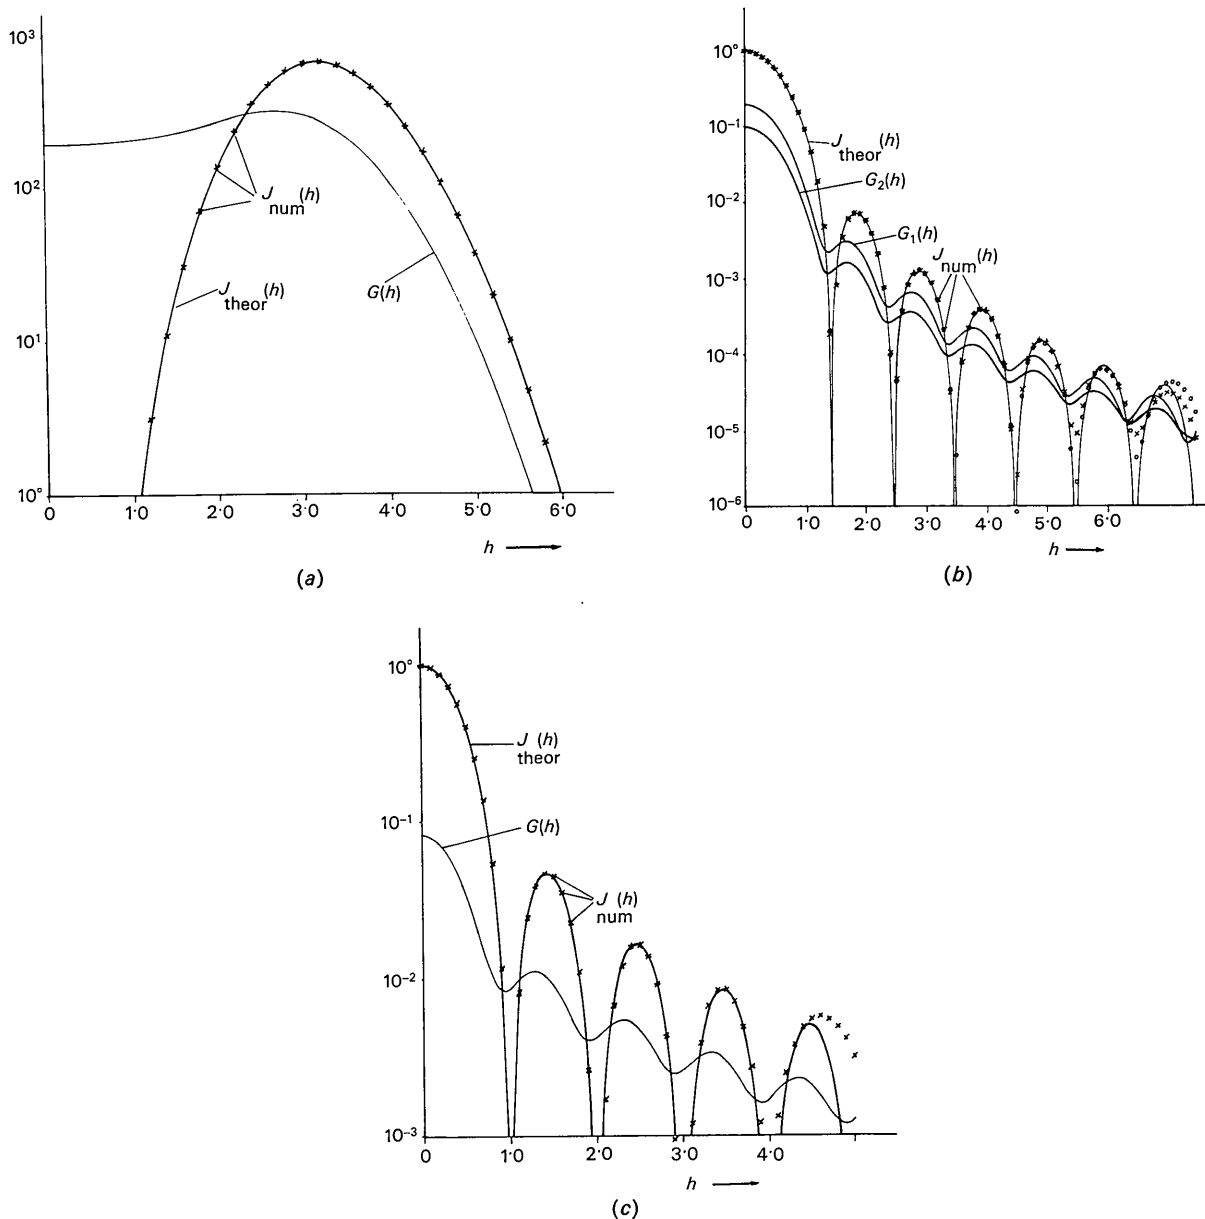 10³
10²
10¹
10⁰
J_num(h)
J_theor(h)
G(h)
0 1·0 2·0 3·0 4·0 5·0 6·0
h
(a)
10⁰
10⁻¹
10⁻²
10⁻³
10⁻⁴
10⁻⁵
10⁻⁶
J_theor(h)
G₂(h)
G₁(h)
J_num(h)
0 1·0 2·0 3·0 4·0 5·0 6·0
h
(b)
10⁰
10⁻¹
10⁻²
10⁻³
J_theor(h)
G(h)
J_num(h)
0 1·0 2·0 3·0 4·0
h
(c)